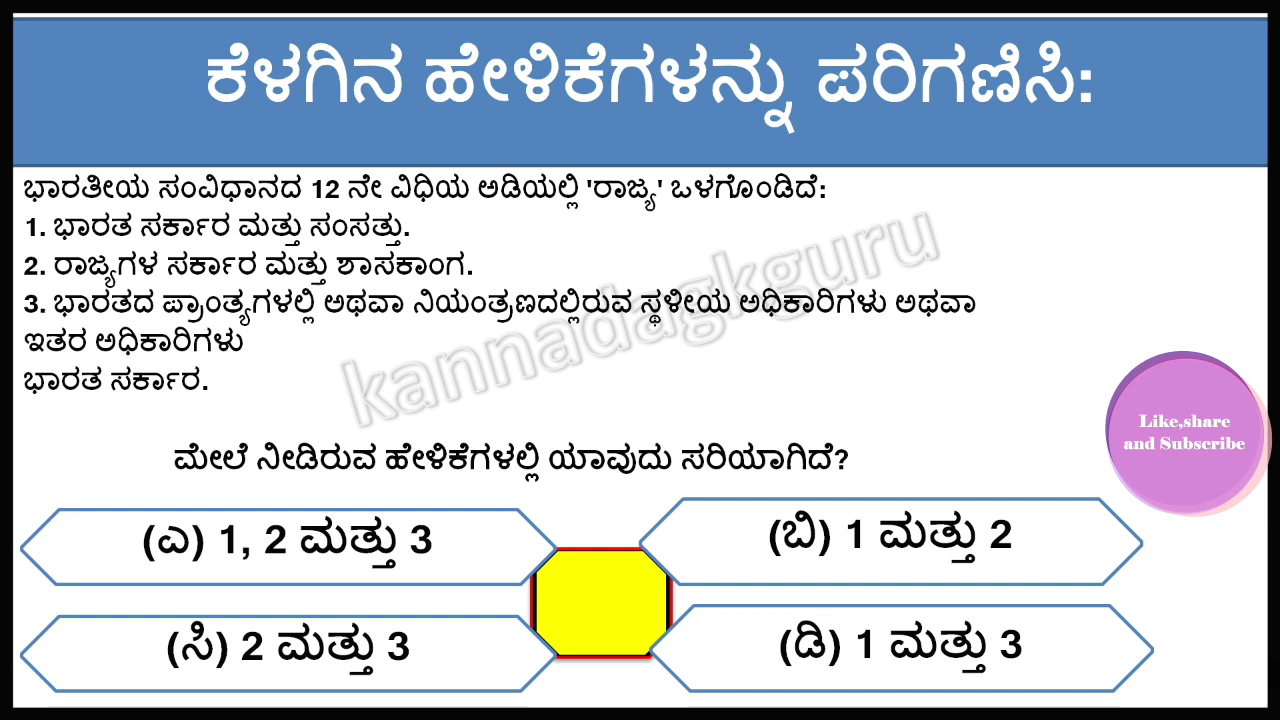 ಕೆಳಗಿನ ಹೇಳಿಕೆಗಳನ್ನು ಪರಿಗಣಿಸಿ:
ಭಾರತೀಯ ಸಂವಿಧಾನದ 12 ನೇ ವಿಧಿಯ ಅಡಿಯಲ್ಲಿ 'ರಾಜ್ಯ' ಒಳಗೊಂಡಿದೆ:
1. ಭಾರತ ಸರ್ಕಾರ ಮತ್ತು ಸಂಸತ್ತು.
2. ರಾಜ್ಯಗಳ ಸರ್ಕಾರ ಮತ್ತು ಶಾಸಕಾಂಗ.
3. ಭಾರತದ ಪ್ರಾಂತ್ಯಗಳಲ್ಲಿ ಅಥವಾ ನಿಯಂತ್ರಣದಲ್ಲಿರುವ ಸ್ಥಳೀಯ ಅಧಿಕಾರಿಗಳು ಅಥವಾ
ಇತರ ಅಧಿಕಾರಿಗಳು
ಭಾರತ ಸರ್ಕಾರ.
kannadagkguru
Like,share
and Subscribe
ಮೇಲೆ ನೀಡಿರುವ ಹೇಳಿಕೆಗಳಲ್ಲಿ ಯಾವುದು ಸರಿಯಾಗಿದೆ?
(ಎ) 1, 2 ಮತ್ತು 3
(ಬಿ) 1 ಮತ್ತು 2
(ಸಿ) 2 ಮತ್ತು 3
(ಡಿ) 1 ಮತ್ತು 3